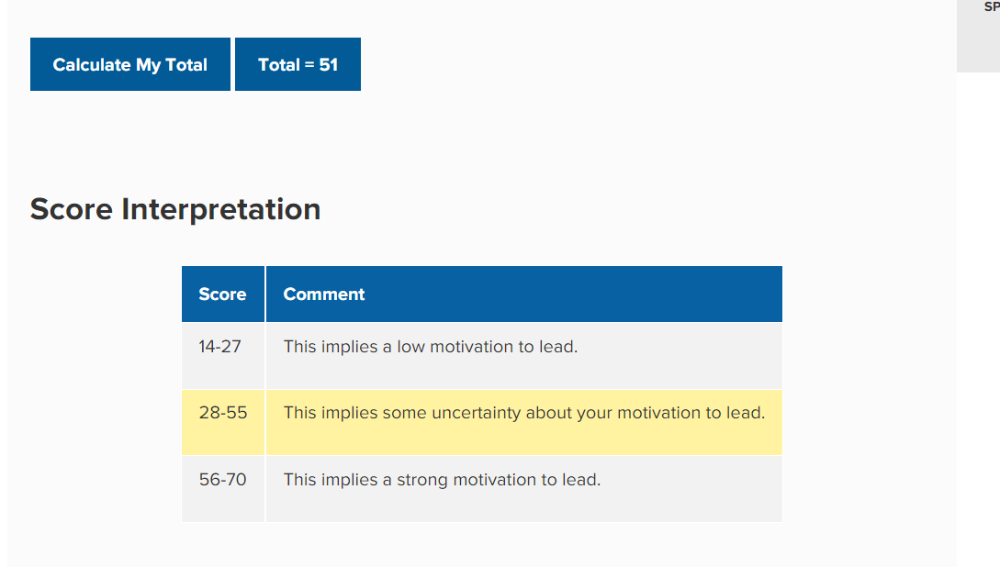 SP
Calculate My Total Total = 51
Score Interpretation
Score Comment
14-27 This implies a low motivation to lead.
28-55 This implies some uncertainty about your motivation to lead.
56-70 This implies a strong motivation to lead.